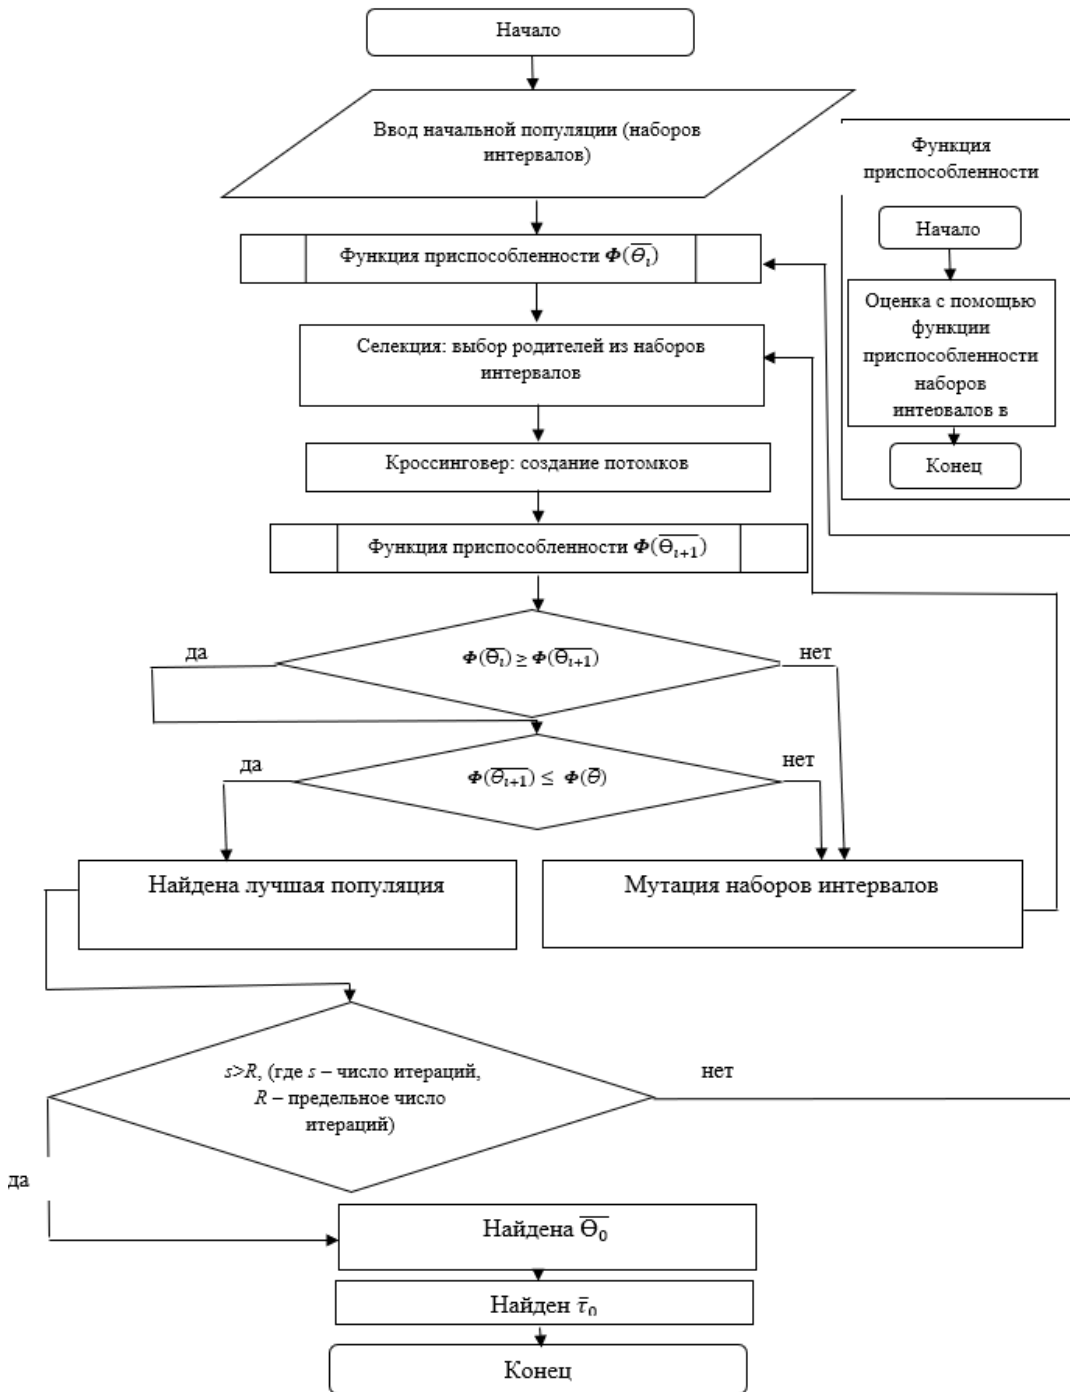 Начало
Ввод начальной популяции (наборов
интервалов)
Функция приспособленности Φ(Θ̅ᵢ)
Селекция: выбор родителей из наборов
интервалов
Кроссинговер: создание потомков
Функция приспособленности Φ(Θ̅ᵢ₊₁)
Φ(Θ̅ᵢ) ≥ Φ(Θ̅ᵢ₊₁)
да
нет
Φ(Θ̅ᵢ₊₁) ≤ Φ(θ̅)
да
нет
Найдена лучшая популяция
Мутация наборов интервалов
s>R, (где s – число итераций,
R – предельное число
итераций)
нет
да
Найдена Θ̅₀
Найден τ̅₀
Конец
Функция
приспособленности
Начало
Оценка с помощью
функции
приспособленности
наборов
интервалов в
Конец